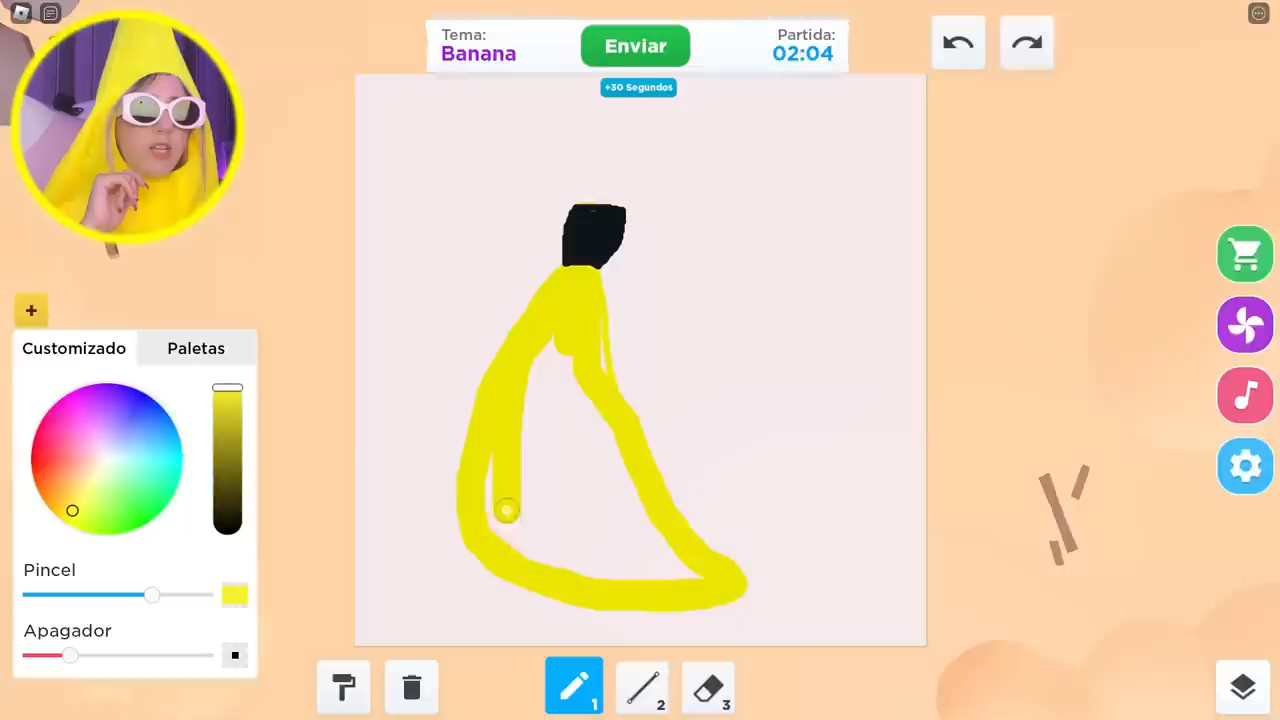 Tema:
Banana
Enviar
Partida:
02:04
+30 Segundos
+
Customizado
Paletas
Pincel
Apagador
1
2
3